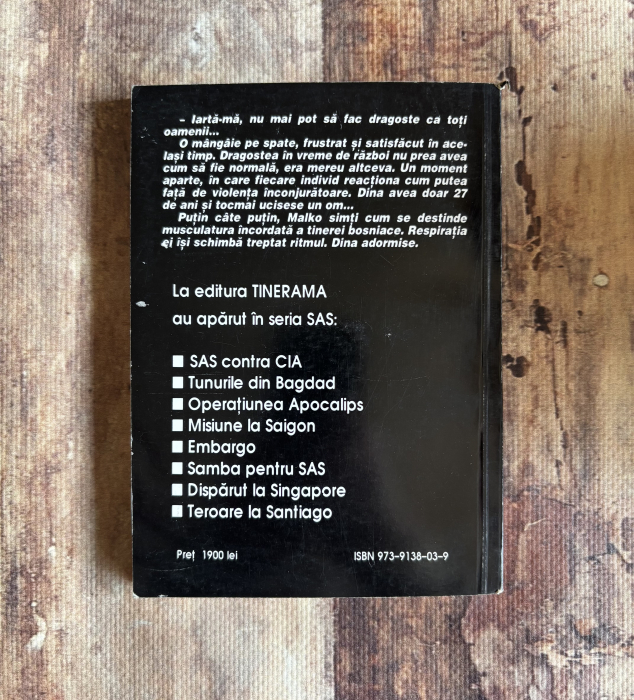 – Iartă-mă, nu mai pot să fac dragoste ca toți
oamenii...
O mângâie pe spate, frustrat și satisfăcut în ace-
lași timp. Dragostea în vreme de război nu prea avea
cum să fie normală, era mereu altceva. Un moment
aparte, în care fiecare individ reacționa cum putea
față de violența înconjurătoare. Dina avea doar 27
de ani și tocmai ucisese un om...
Puțin câte puțin, Malko simți cum se destinde
musculatura încordată a tinerei bosniace. Respirația
ei își schimbă treptat ritmul. Dina adormise.
La editura TINERAMA
au apărut în seria SAS:
■ SAS contra CIA
■ Tunurile din Bagdad
■ Operațiunea Apocalips
■ Misiune la Saigon
■ Embargo
■ Samba pentru SAS
■ Dispărut la Singapore
■ Teroare la Santiago
Preț 1900 lei
ISBN 973-9138-03-9